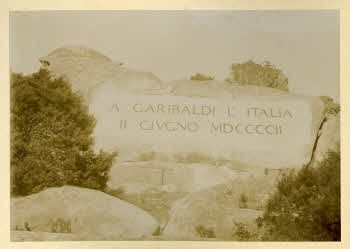 A GARIBALDI L' ITALIA
II GIVGNO MDCCCCII